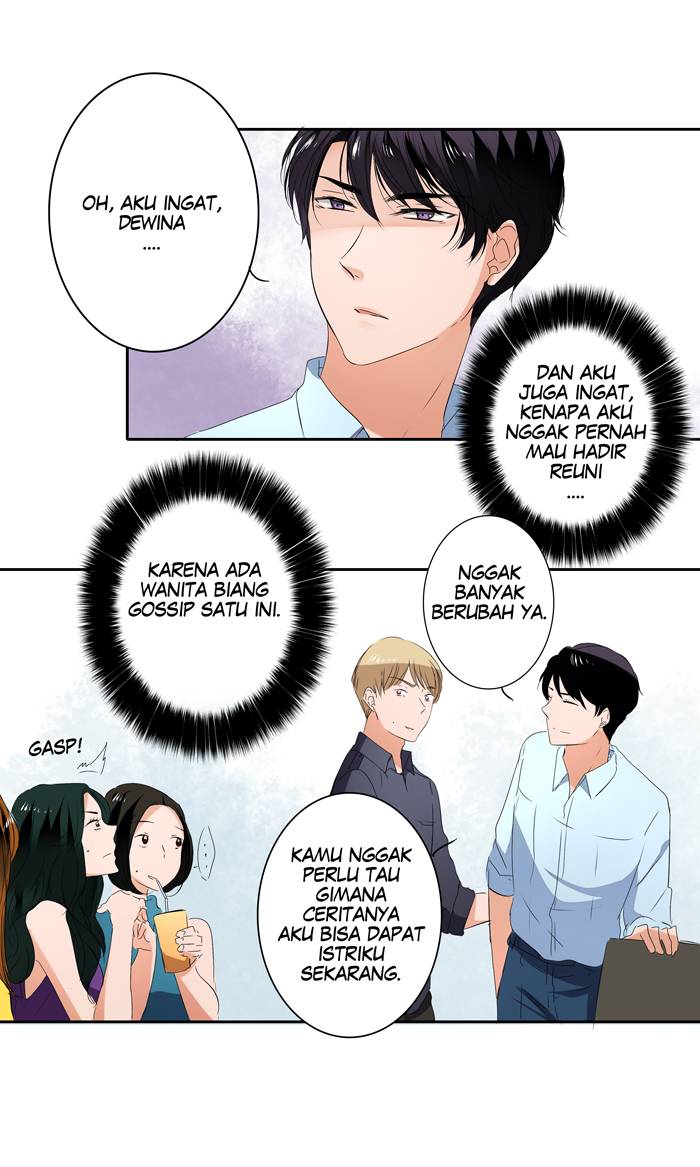 OH, AKU INGAT,
DEWINA
....
DAN AKU
JUGA INGAT,
KENAPA AKU
NGGAK PERNAH
MAU HADIR
REUNI
....
KARENA ADA
WANITA BIANG
GOSSIP SATU INI.
NGGAK
BANYAK
BERUBAH YA.
GASP!
...
KAMU NGGAK
PERLU TAU
GIMANA
CERITANYA
AKU BISA DAPAT
ISTRIKU
SEKARANG.